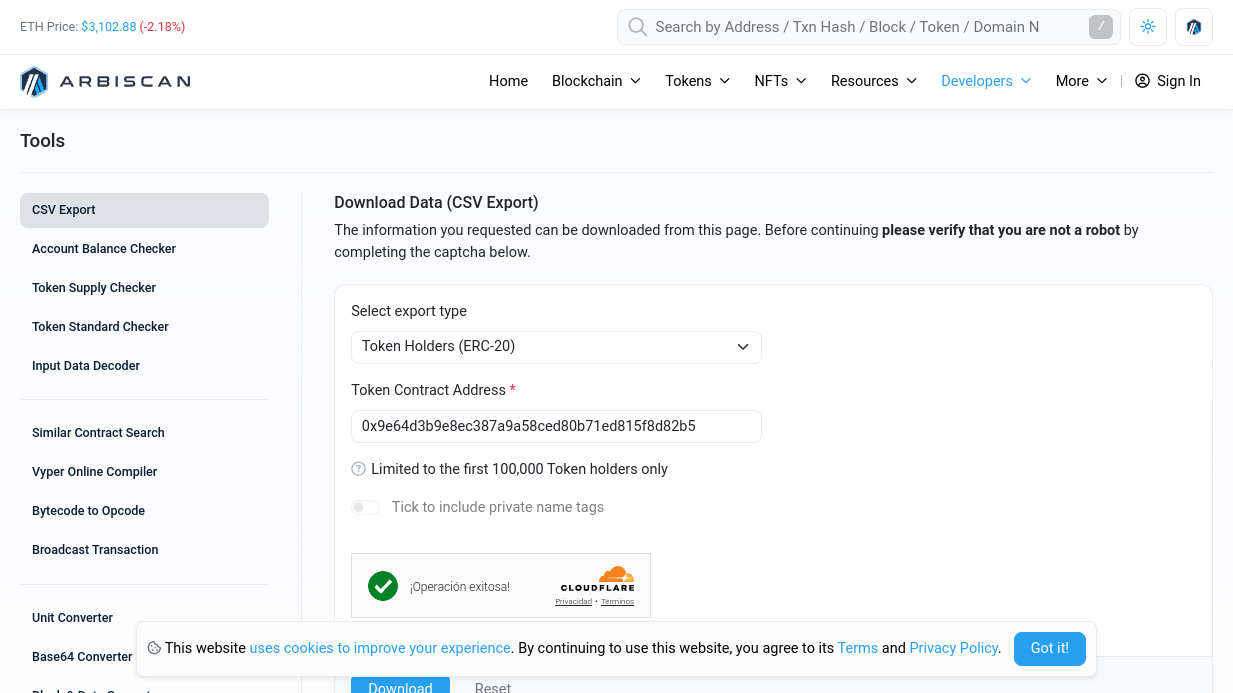 ETH Price: $3,102.88 (-2.18%)
Search by Address / Txn Hash / Block / Token / Domain N
/
ARBISCAN
Home Blockchain Tokens NFTs Resources Developers More | Sign In
Tools
CSV Export
Account Balance Checker
Token Supply Checker
Token Standard Checker
Input Data Decoder
Similar Contract Search
Vyper Online Compiler
Bytecode to Opcode
Broadcast Transaction
Unit Converter
Base64 Converter
Download Data (CSV Export)
The information you requested can be downloaded from this page. Before continuing please verify that you are not a robot by
completing the captcha below.
Select export type
Token Holders (ERC-20)
Token Contract Address *
0x9e64d3b9e8ec387a9a58ced80b71ed815f8d82b5
Limited to the first 100,000 Token holders only
Tick to include private name tags
¡Operación exitosa!
CLOUDFLARE
Privacidad • Términos
This website uses cookies to improve your experience. By continuing to use this website, you agree to its Terms and Privacy Policy.
Got it!
Download Reset